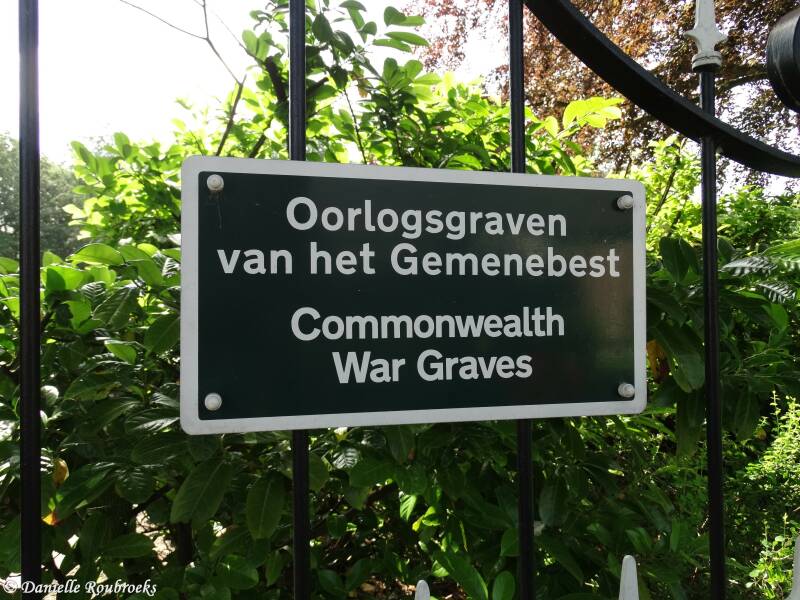 Oorlogsgraven
van het Gemenebest
Commonwealth
War Graves
© Danielle Roubroeks